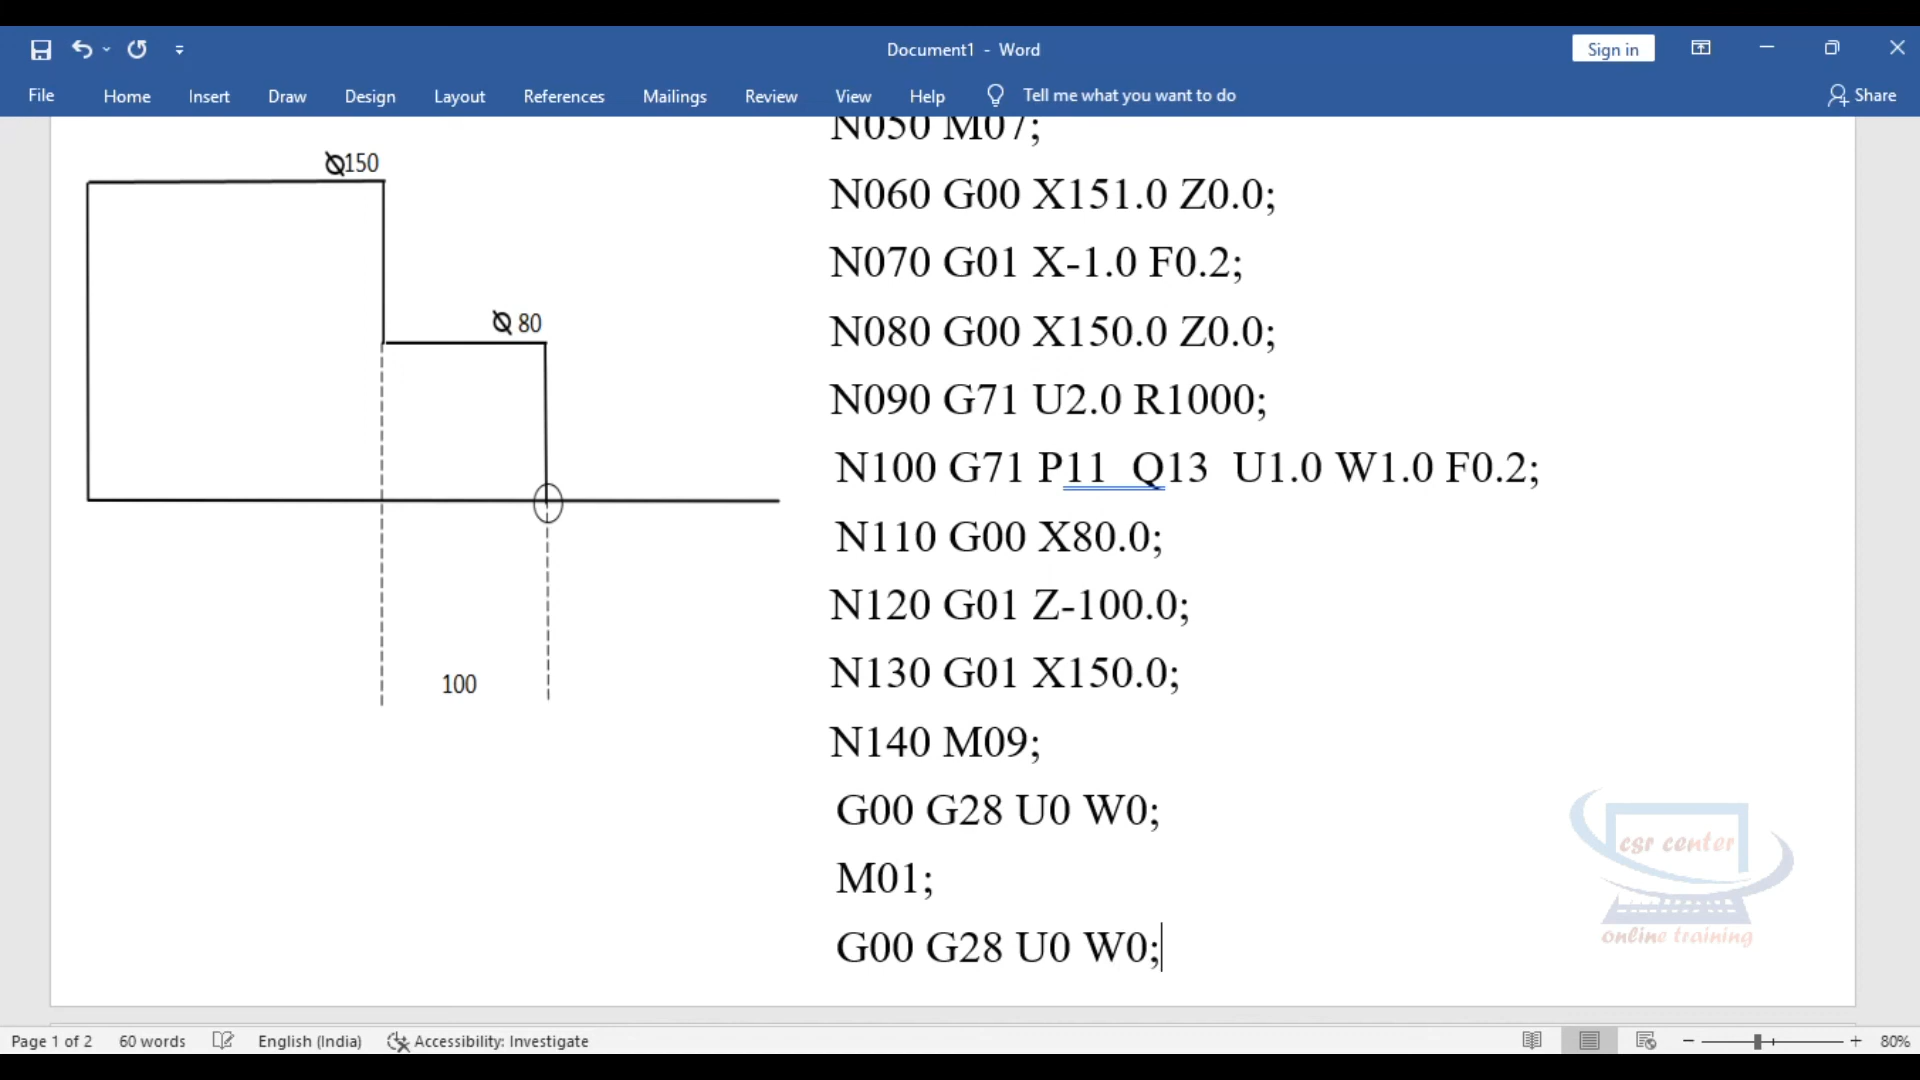 Document1 - Word
Sign in
File Home Insert Draw Design Layout References Mailings Review View Help Tell me what you want to do Share
Ø150
Ø 80
100
N050 M07;
N060 G00 X151.0 Z0.0;
N070 G01 X-1.0 F0.2;
N080 G00 X150.0 Z0.0;
N090 G71 U2.0 R1000;
N100 G71 P11 Q13 U1.0 W1.0 F0.2;
N110 G00 X80.0;
N120 G01 Z-100.0;
N130 G01 X150.0;
N140 M09;
G00 G28 U0 W0;
M01;
G00 G28 U0 W0;
csr center
online training
Page 1 of 2 60 words English (India) Accessibility: Investigate 80%